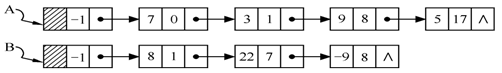 A −1 7 0 3 1 9 8 5 17 ∧
B −1 8 1 22 7 −9 8 ∧